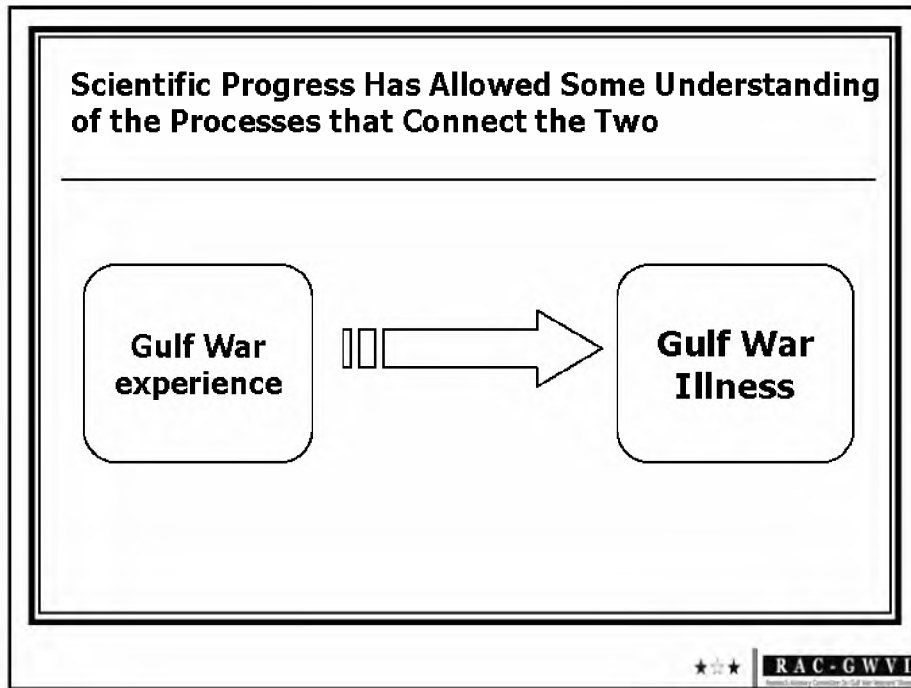 Scientific Progress Has Allowed Some Understanding
of the Processes that Connect the Two
Gulf War
experience
Gulf War
Illness
RAC-GWVI